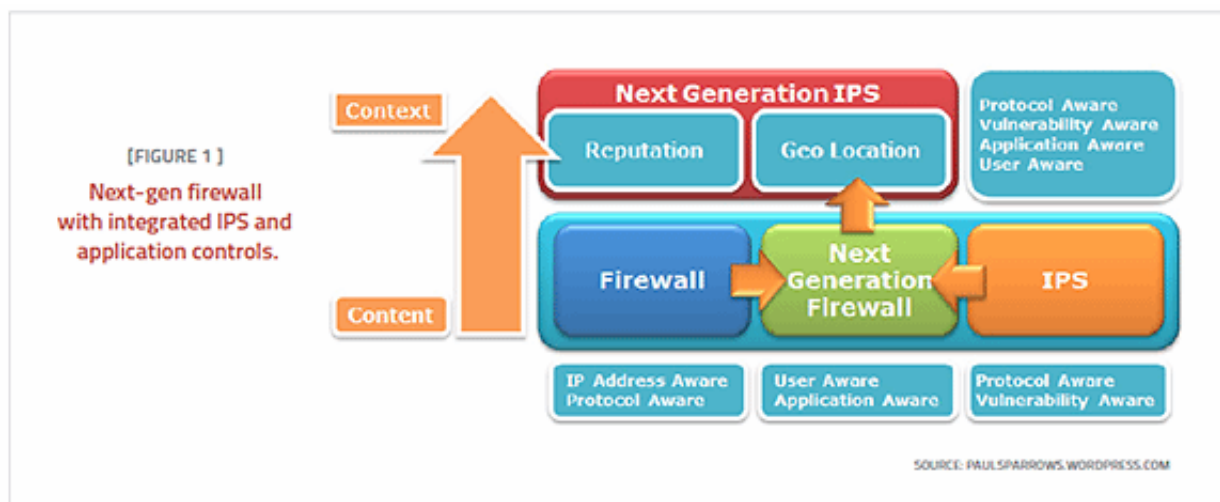 [FIGURE 1 ]
Next-gen firewall
with integrated IPS and
application controls.
Context
Content
Next Generation IPS
Reputation
Geo Location
Protocol Aware
Vulnerability Aware
Application Aware
User Aware
Firewall
Next
Generation
Firewall
IPS
IP Address Aware
Protocol Aware
User Aware
Application Aware
Protocol Aware
Vulnerability Aware
SOURCE: PAULSPARROWS.WORDPRESS.COM